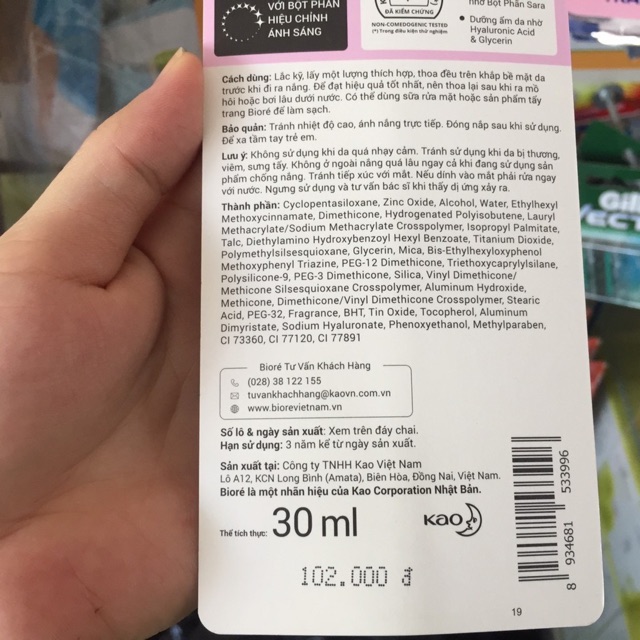 VỚI BỘT PHẤN
HIỆU CHỈNH
ÁNH SÁNG
ĐÃ KIỂM CHỨNG
NON-COMEDOGENIC TESTED
(*) Trong điều kiện thử nghiệm
nhờ Bột Phấn Sara
• Dưỡng ẩm da nhờ
Hyaluronic Acid
& Glycerin
Cách dùng: Lắc kỹ, lấy một lượng thích hợp, thoa đều trên khắp bề mặt da
trước khi đi ra nắng. Để đạt hiệu quả tốt nhất, nên thoa lại sau khi ra mồ
hôi hoặc bơi lâu dưới nước. Có thể dùng sữa rửa mặt hoặc sản phẩm tẩy
trang Bioré để làm sạch.
Bảo quản: Tránh nhiệt độ cao, ánh nắng trực tiếp. Đóng nắp sau khi sử dụng.
Để xa tầm tay trẻ em.
Lưu ý: Không sử dụng khi da quá nhạy cảm. Tránh sử dụng khi da bị thương,
viêm, sưng tấy. Không ở ngoài nắng quá lâu ngay cả khi đang sử dụng sản
phẩm chống nắng. Tránh tiếp xúc với mắt. Nếu dính vào mắt phải rửa ngay
với nước. Ngưng sử dụng và tư vấn bác sĩ khi thấy dị ứng xảy ra.
Thành phần: Cyclopentasiloxane, Zinc Oxide, Alcohol, Water, Ethylhexyl
Methoxycinnamate, Dimethicone, Hydrogenated Polyisobutene, Lauryl
Methacrylate/Sodium Methacrylate Crosspolymer, Isopropyl Palmitate,
Talc, Diethylamino Hydroxybenzoyl Hexyl Benzoate, Titanium Dioxide,
Polymethylsilsesquioxane, Glycerin, Mica, Bis-Ethylhexyloxyphenol
Methoxyphenyl Triazine, PEG-12 Dimethicone, Triethoxycaprylylsilane,
Polysilicone-9, PEG-3 Dimethicone, Silica, Vinyl Dimethicone/
Methicone Silsesquioxane Crosspolymer, Aluminum Hydroxide,
Methicone, Dimethicone/Vinyl Dimethicone Crosspolymer, Stearic
Acid, PEG-32, Fragrance, BHT, Tin Oxide, Tocopherol, Aluminum
Dimyristate, Sodium Hyaluronate, Phenoxyethanol, Methylparaben,
CI 73360, CI 77120, CI 77891
Bioré Tư Vấn Khách Hàng
(028) 38 122 155
tuvankhachhang@kaovn.com.vn
www.biorevietnam.vn
Số lô & ngày sản xuất: Xem trên đáy chai.
Hạn sử dụng: 3 năm kể từ ngày sản xuất.
Sản xuất tại: Công ty TNHH Kao Việt Nam
Lô A12, KCN Long Bình (Amata), Biên Hòa, Đồng Nai, Việt Nam.
Bioré là một nhãn hiệu của Kao Corporation Nhật Bản.
Thể tích thực: 30 ml
Kao
102.000 đ
8 934681 533996
19